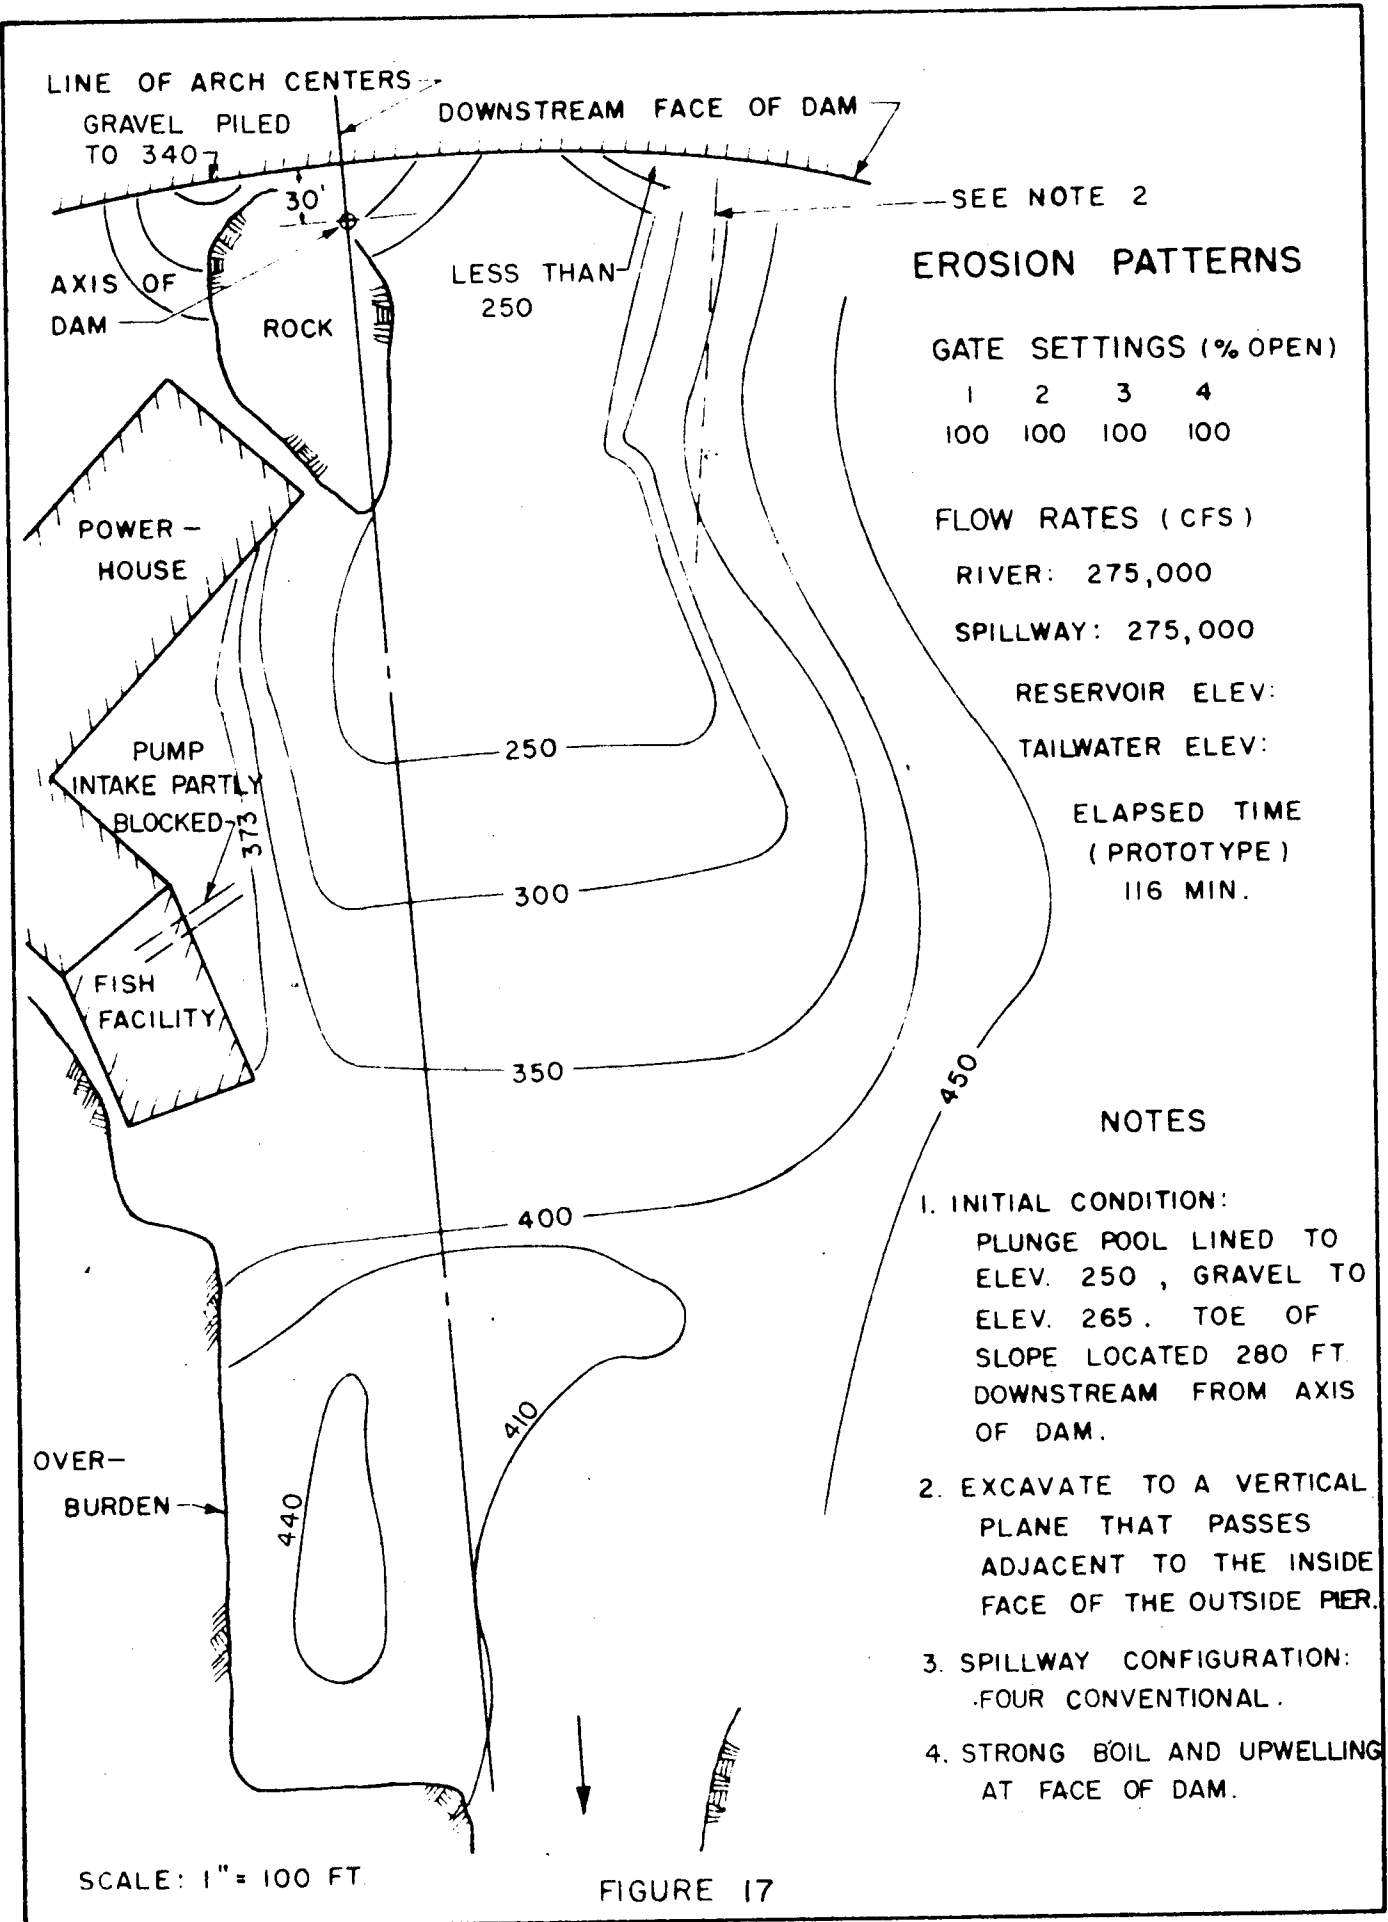 LINE OF ARCH CENTERS
GRAVEL PILED
TO 340
DOWNSTREAM FACE OF DAM
30'
SEE NOTE 2
AXIS OF
DAM
ROCK
LESS THAN
250
EROSION PATTERNS
GATE SETTINGS (% OPEN)
1 2 3 4
100 100 100 100
POWER-
HOUSE
FLOW RATES (CFS)
RIVER: 275,000
SPILLWAY: 275,000
RESERVOIR ELEV:
TAILWATER ELEV:
ELAPSED TIME
(PROTOTYPE)
116 MIN.
PUMP
INTAKE PARTLY
BLOCKED
373
250
300
FISH
FACILITY
350
450
400
410
440
OVER-
BURDEN
NOTES
1. INITIAL CONDITION:
PLUNGE POOL LINED TO
ELEV. 250, GRAVEL TO
ELEV. 265. TOE OF
SLOPE LOCATED 280 FT.
DOWNSTREAM FROM AXIS
OF DAM.
2. EXCAVATE TO A VERTICAL
PLANE THAT PASSES
ADJACENT TO THE INSIDE
FACE OF THE OUTSIDE PIER.
3. SPILLWAY CONFIGURATION:
FOUR CONVENTIONAL.
4. STRONG BOIL AND UPWELLING
AT FACE OF DAM.
SCALE: 1" = 100 FT.
FIGURE 17